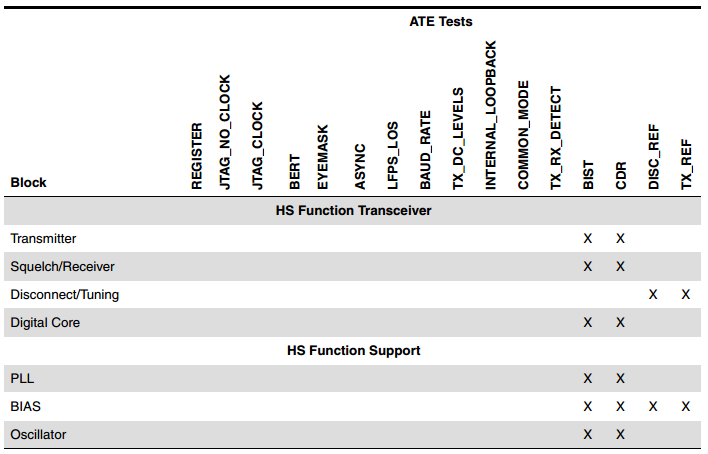 ATE Tests
Block REGISTER JTAG_NO_CLOCK JTAG_CLOCK BERT EYEMASK ASYNC LFPS_LOS BAUD_RATE TX_DC_LEVELS INTERNAL_LOOPBACK COMMON_MODE TX_RX_DETECT BIST CDR DISC_REF TX_REF
HS Function Transceiver
Transmitter X X
Squelch/Receiver X X
Disconnect/Tuning X X
Digital Core X X
HS Function Support
PLL X X
BIAS X X X X
Oscillator X X